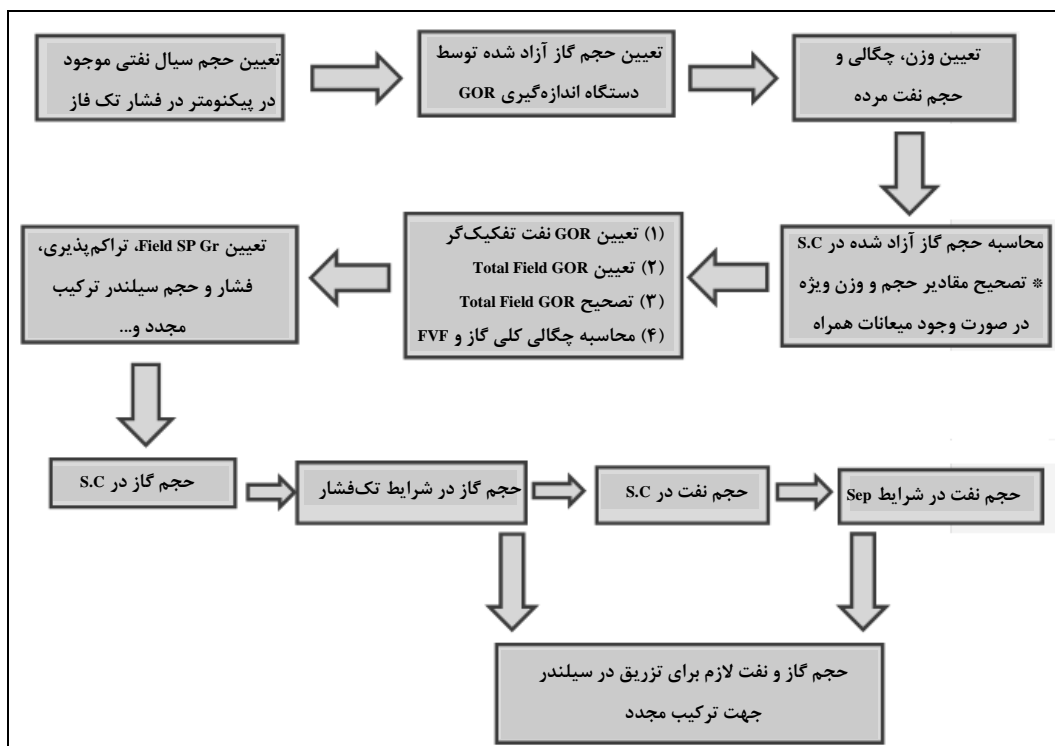 تعیین حجم سیال نفتی موجود
در پیکنومتر در فشار تک فاز
تعیین حجم گاز آزاد شده توسط
دستگاه اندازه‌گیری GOR
تعیین وزن، چگالی و
حجم نفت مرده
محاسبه حجم گاز آزاد شده در S.C
* تصحیح مقادیر حجم و وزن ویژه
در صورت وجود میعانات همراه
(۱) تعیین GOR نفت تفکیک‌گر
(۲) تعیین Total Field GOR
(۳) تصحیح Total Field GOR
(۴) محاسبه چگالی کلی گاز و FVF
تعیین Field SP Gr، تراکم‌پذیری،
فشار و حجم سیلندر ترکیب
مجدد و...
حجم گاز در S.C
حجم گاز در شرایط تک‌فشار
حجم نفت در S.C
حجم نفت در شرایط Sep
حجم گاز و نفت لازم برای تزریق در سیلندر
جهت ترکیب مجدد